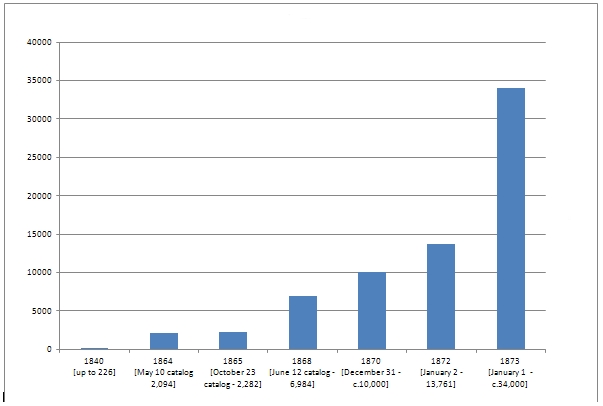 40000
35000
30000
25000
20000
15000
10000
5000
0
1840
[up to 226]
1864
[May 10 catalog
2,094]
1865
[October 23
catalog - 2,282]
1868
[June 12 catalog -
6,984]
1870
[December 31 -
c.10,000]
1872
[January 2 -
13,761]
1873
[January 1 -
c.34,000]